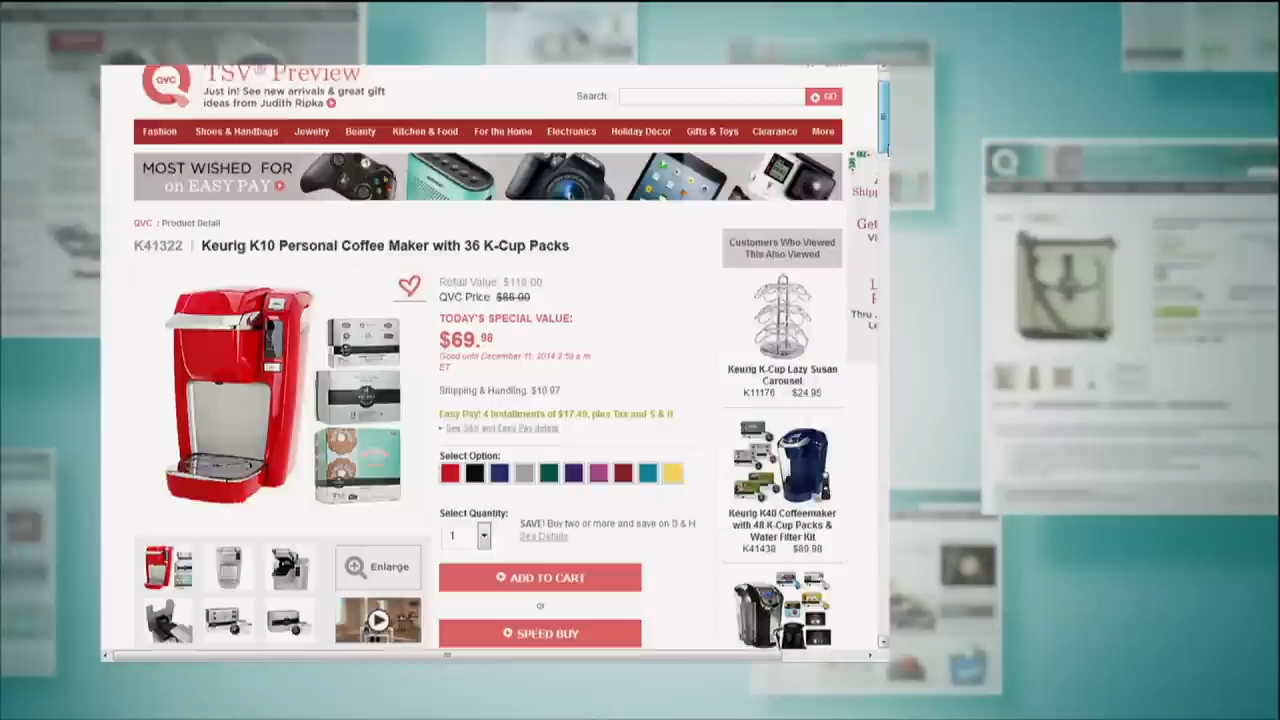 QVC
TSV® Preview
Just in! See new arrivals & great gift
ideas from Judith Ripka
Search:
GO
Fashion Shoes & Handbags Jewelry Beauty Kitchen & Food For the Home Electronics Holiday Décor Gifts & Toys Clearance More
MOST WISHED FOR
on EASY PAY
QVC : Product Detail
K41322 | Keurig K10 Personal Coffee Maker with 36 K-Cup Packs
Retail Value:
QVC Price:
TODAY'S SPECIAL VALUE:
Good until December 11, 2014 2:59 a.m.
ET
Shipping & Handling: $10.97
Easy Pay! 4 Installments of $17.49, plus Tax and S & H
See S&H and Easy Pay details
Select Option:
Select Quantity:
1
SAVE! Buy two or more and save on S & H
See Details
ADD TO CART
or
SPEED BUY
Enlarge
Customers Who Viewed
This Also Viewed
Keurig K-Cup Lazy Susan
Carousel
K11176 $24.95
Keurig K40 Coffeemaker
with 48 K-Cup Packs &
Water Filter Kit
K41438 $89.98
Get
Thru